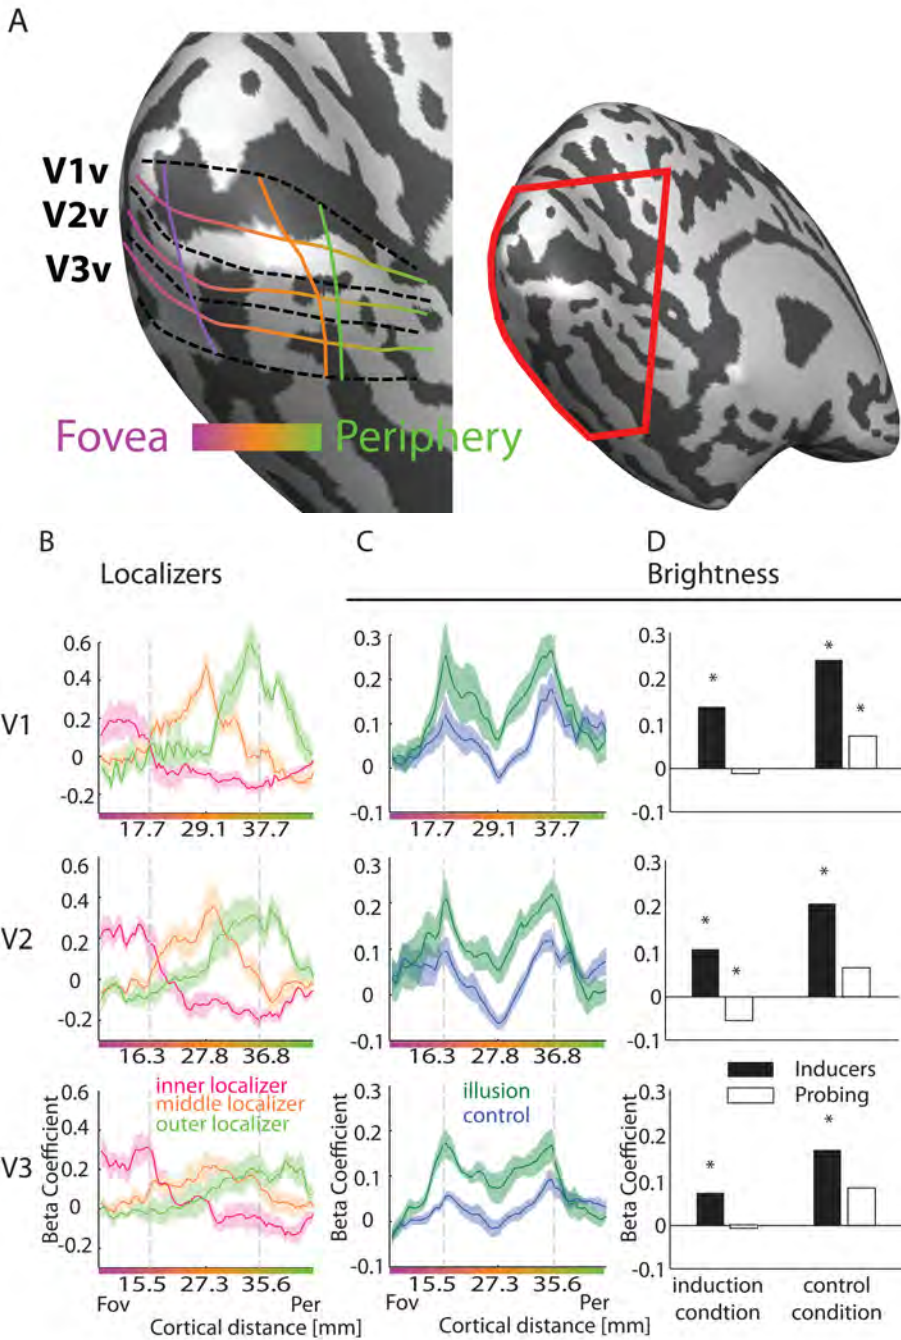 A
V1v
V2v
V3v
Fovea Periphery
B C D
Localizers Brightness
V1
0.6
0.4
0.2
0
-0.2
17.7 29.1 37.7
0.3
0.2
0.1
0
-0.1
17.7 29.1 37.7
0.3
0.2
0.1
0
-0.1
* * *
V2
0.6
0.4
0.2
0
-0.2
16.3 27.8 36.8
0.3
0.2
0.1
0
-0.1
16.3 27.8 36.8
0.3
0.2
0.1
0
-0.1
* * *
Inducers
Probing
V3
Beta Coefficient
0.6
0.4
0.2
0
-0.2
inner localizer
middle localizer
outer localizer
15.5 27.3 35.6
Fov Per
Cortical distance [mm]
Beta Coefficient
0.3
0.2
0.1
0
-0.1
illusion
control
15.5 27.3 35.6
Fov Per
Cortical distance [mm]
Beta Coefficient
0.3
0.2
0.1
0
-0.1
* *
induction
condtion
control
condition